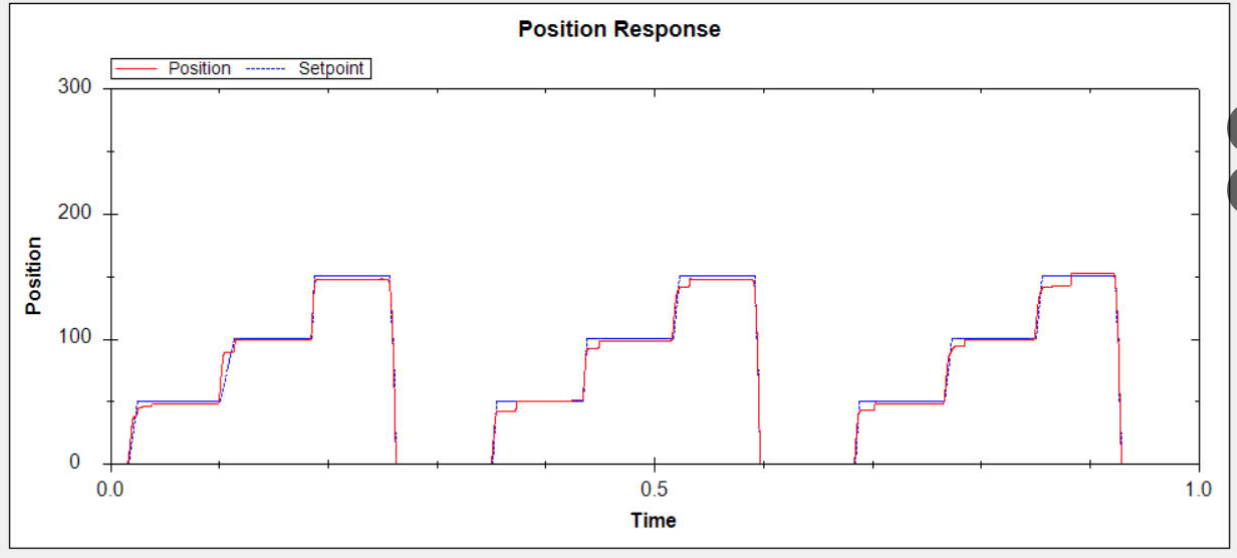 Position Response
Position Setpoint
300
200
100
0
Position
0.0 0.5 1.0
Time